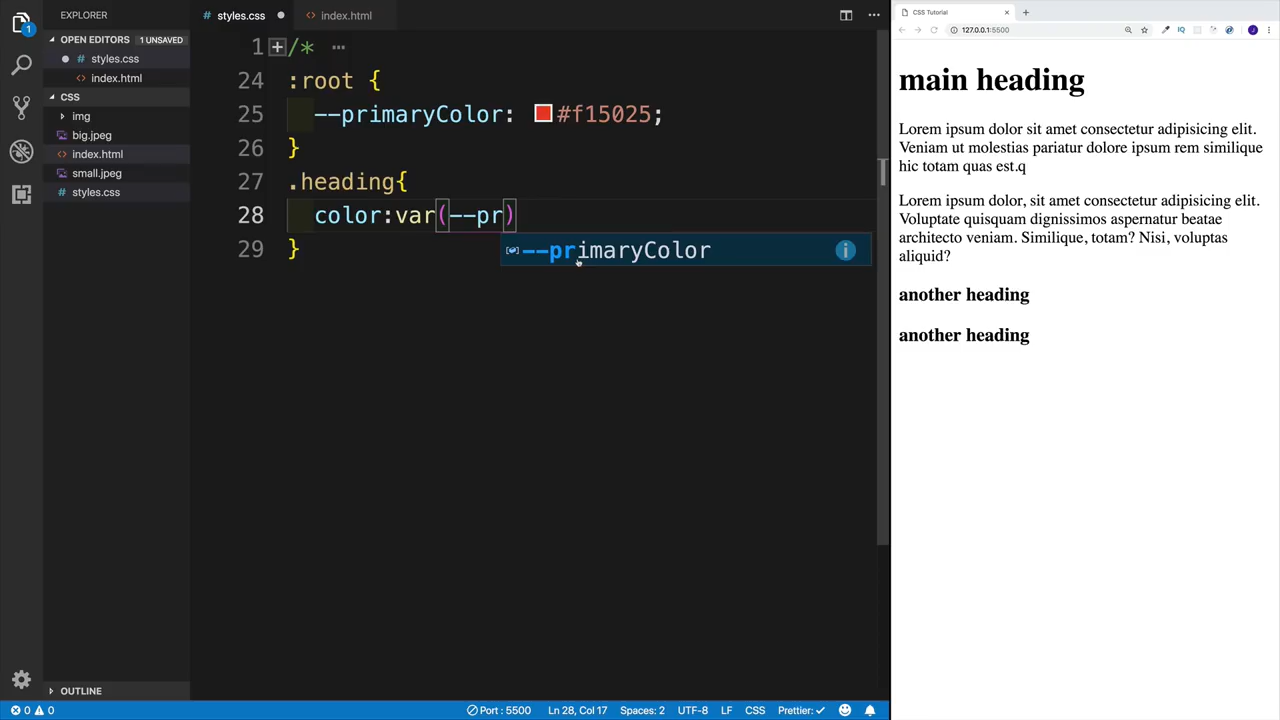 EXPLORER
OPEN EDITORS 1 UNSAVED
# styles.css
<> index.html
CSS
img
big.jpeg
<> index.html
small.jpeg
# styles.css
OUTLINE
# styles.css
<> index.html
1 /* ⋯
24 :root {
25 --primaryColor: #f15025;
26 }
27 .heading{
28 color:var(--pr)
--primaryColor
29 }
0 0
Port : 5500
Ln 28, Col 17
Spaces: 2
UTF-8
LF
CSS
Prettier: ✓
1
CSS Tutorial
127.0.0.1:5500
IQ
J
main heading
Lorem ipsum dolor sit amet consectetur adipisicing elit.
Veniam ut molestias pariatur dolore ipsum rem similique
hic totam quas est.q
Lorem ipsum dolor, sit amet consectetur adipisicing elit.
Voluptate quisquam dignissimos aspernatur beatae
architecto veniam. Similique, totam? Nisi, voluptas
aliquid?
another heading
another heading